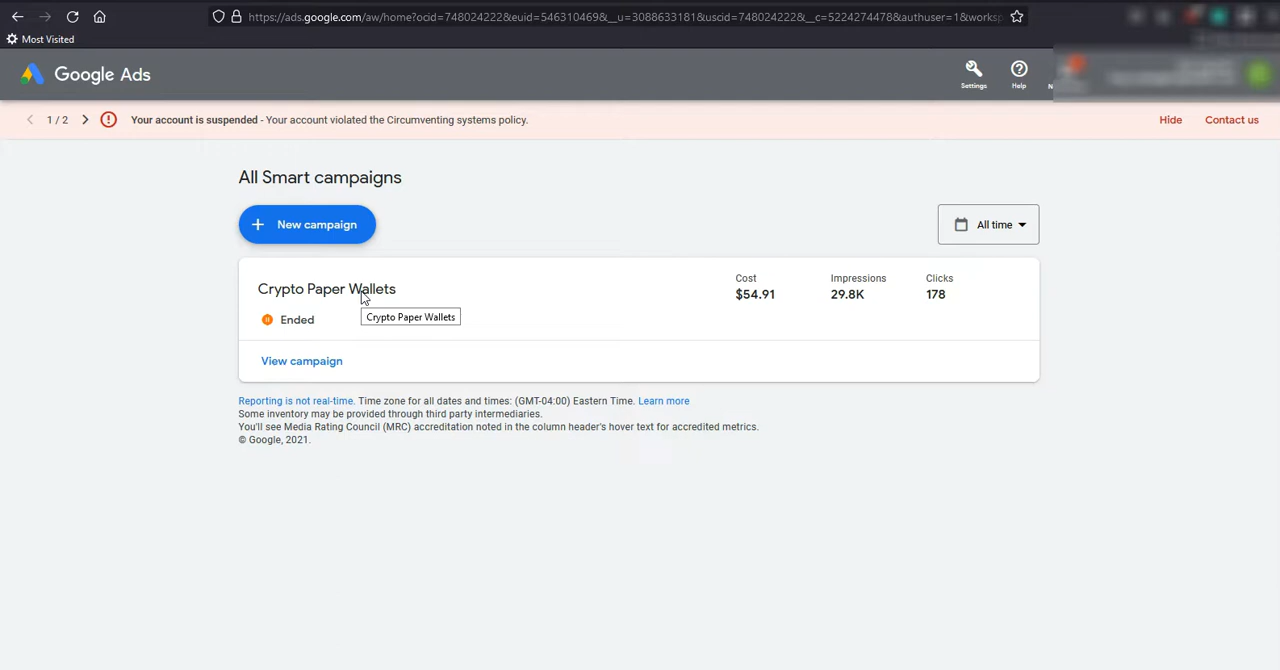 https://ads.google.com/aw/home?ocid=748024222&euid=546310469&__u=3088633181&uscid=748024222&__c=5224274478&authuser=1&works
Most Visited
Google Ads
Settings
Help
Your account is suspended - Your account violated the Circumventing systems policy.
1 / 2
Hide
Contact us
All Smart campaigns
+ New campaign
All time
Crypto Paper Wallets
Cost
Impressions
Clicks
$54.91
29.8K
178
Crypto Paper Wallets
Ended
View campaign
Reporting is not real-time. Time zone for all dates and times: (GMT-04:00) Eastern Time. Learn more
Some inventory may be provided through third party intermediaries.
You'll see Media Rating Council (MRC) accreditation noted in the column header's hover text for accredited metrics.
© Google, 2021.